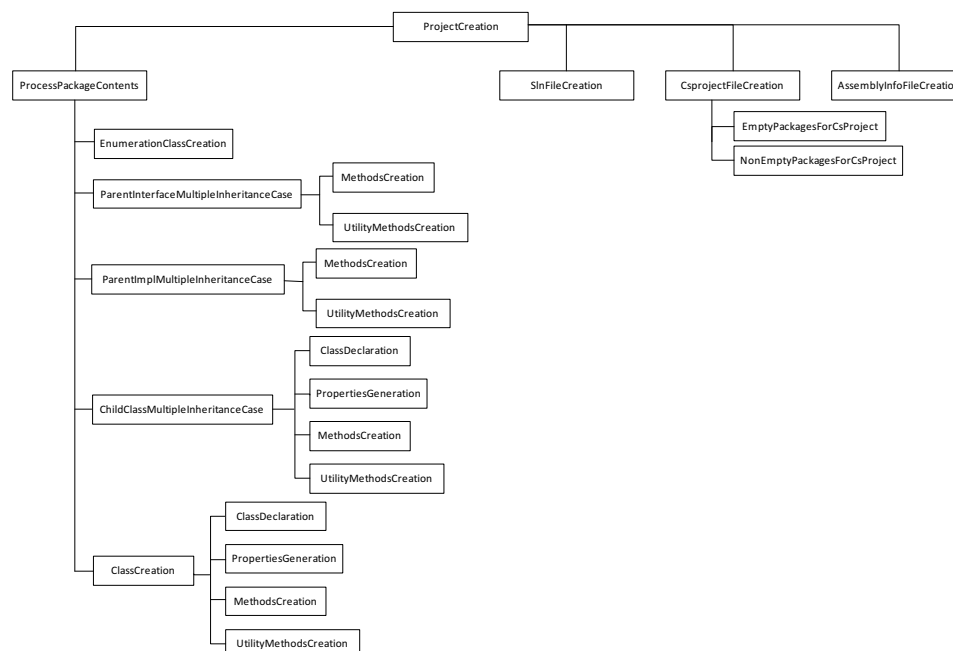 ProjectCreation
ProcessPackageContents
SlnFileCreation
CsprojectFileCreation
AssemblyInfoFileCreation
EmptyPackagesForCsProject
NonEmptyPackagesForCsProject
EnumerationClassCreation
ParentInterfaceMultipleInheritanceCase
MethodsCreation
UtilityMethodsCreation
ParentImplMultipleInheritanceCase
MethodsCreation
UtilityMethodsCreation
ChildClassMultipleInheritanceCase
ClassDeclaration
PropertiesGeneration
MethodsCreation
UtilityMethodsCreation
ClassCreation
ClassDeclaration
PropertiesGeneration
MethodsCreation
UtilityMethodsCreation